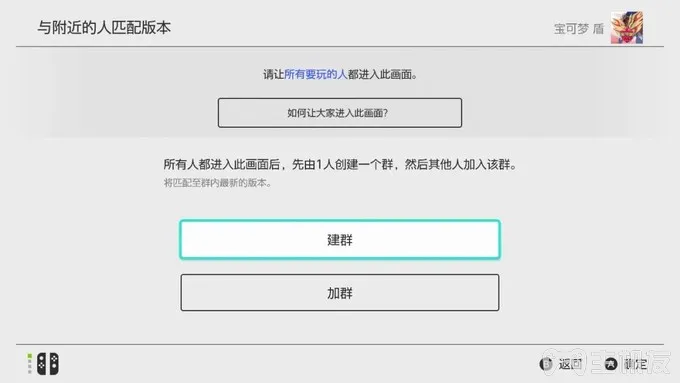 与附近的人匹配版本
宝可梦 盾
请让所有要玩的人都进入此画面。
如何让大家进入此画面?
所有人都进入此画面后，先由1人创建一个群，然后其他人加入该群。
将匹配至群内最新的版本。
建群
加群
B 返回 A 确定